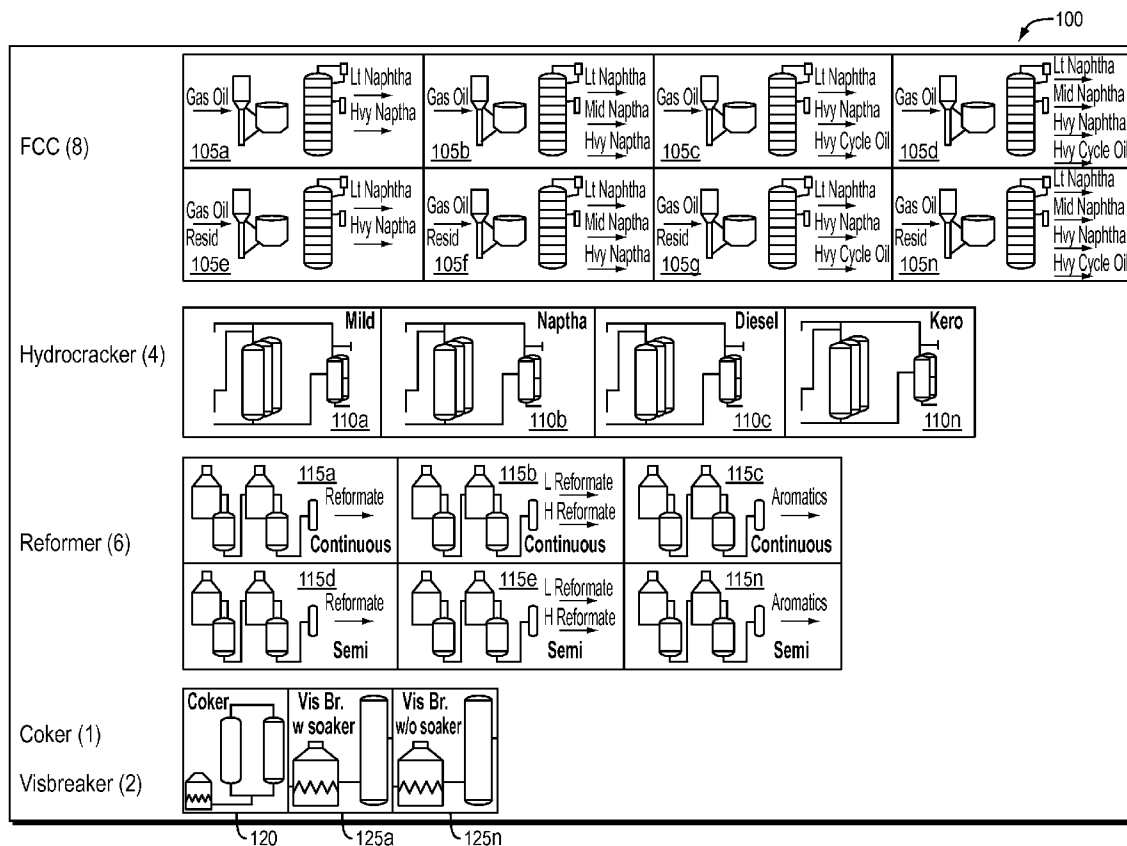 100
FCC (8)
Gas Oil
Lt Naphtha
Hvy Naptha
105a
Gas Oil
Lt Naphtha
Mid Naptha
Hvy Naptha
105b
Gas Oil
Lt Naphtha
Hvy Naptha
Hvy Cycle Oil
105c
Gas Oil
Lt Naphtha
Mid Naphtha
Hvy Naphtha
Hvy Cycle Oil
105d
Gas Oil
Resid
Lt Naphtha
Hvy Naptha
105e
Gas Oil
Resid
Lt Naphtha
Mid Naptha
Hvy Naptha
105f
Gas Oil
Resid
Lt Naphtha
Hvy Naptha
Hvy Cycle Oil
105g
Gas Oil
Resid
Lt Naphtha
Mid Naphtha
Hvy Naphtha
Hvy Cycle Oil
105n
Hydrocracker (4)
Mild
110a
Naptha
110b
Diesel
110c
Kero
110n
Reformer (6)
115a
Reformate
Continuous
115b
L Reformate
H Reformate
Continuous
115c
Aromatics
Continuous
115d
Reformate
Semi
115e
L Reformate
H Reformate
Semi
115n
Aromatics
Semi
Coker (1)
Visbreaker (2)
Coker
Vis Br.
w soaker
Vis Br.
w/o soaker
120
125a
125n